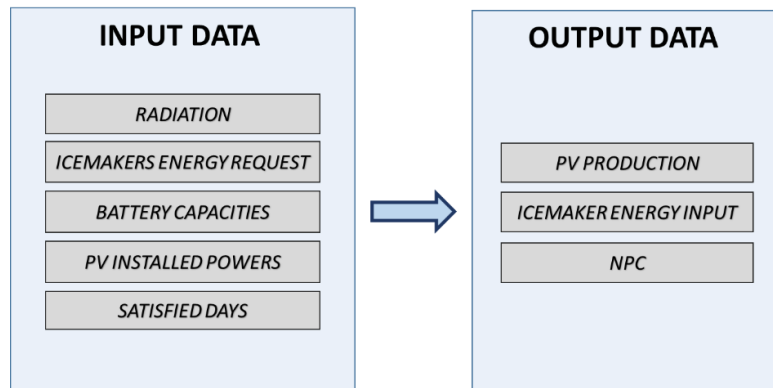 INPUT DATA
RADIATION
ICEMAKERS ENERGY REQUEST
BATTERY CAPACITIES
PV INSTALLED POWERS
SATISFIED DAYS
OUTPUT DATA
PV PRODUCTION
ICEMAKER ENERGY INPUT
NPC